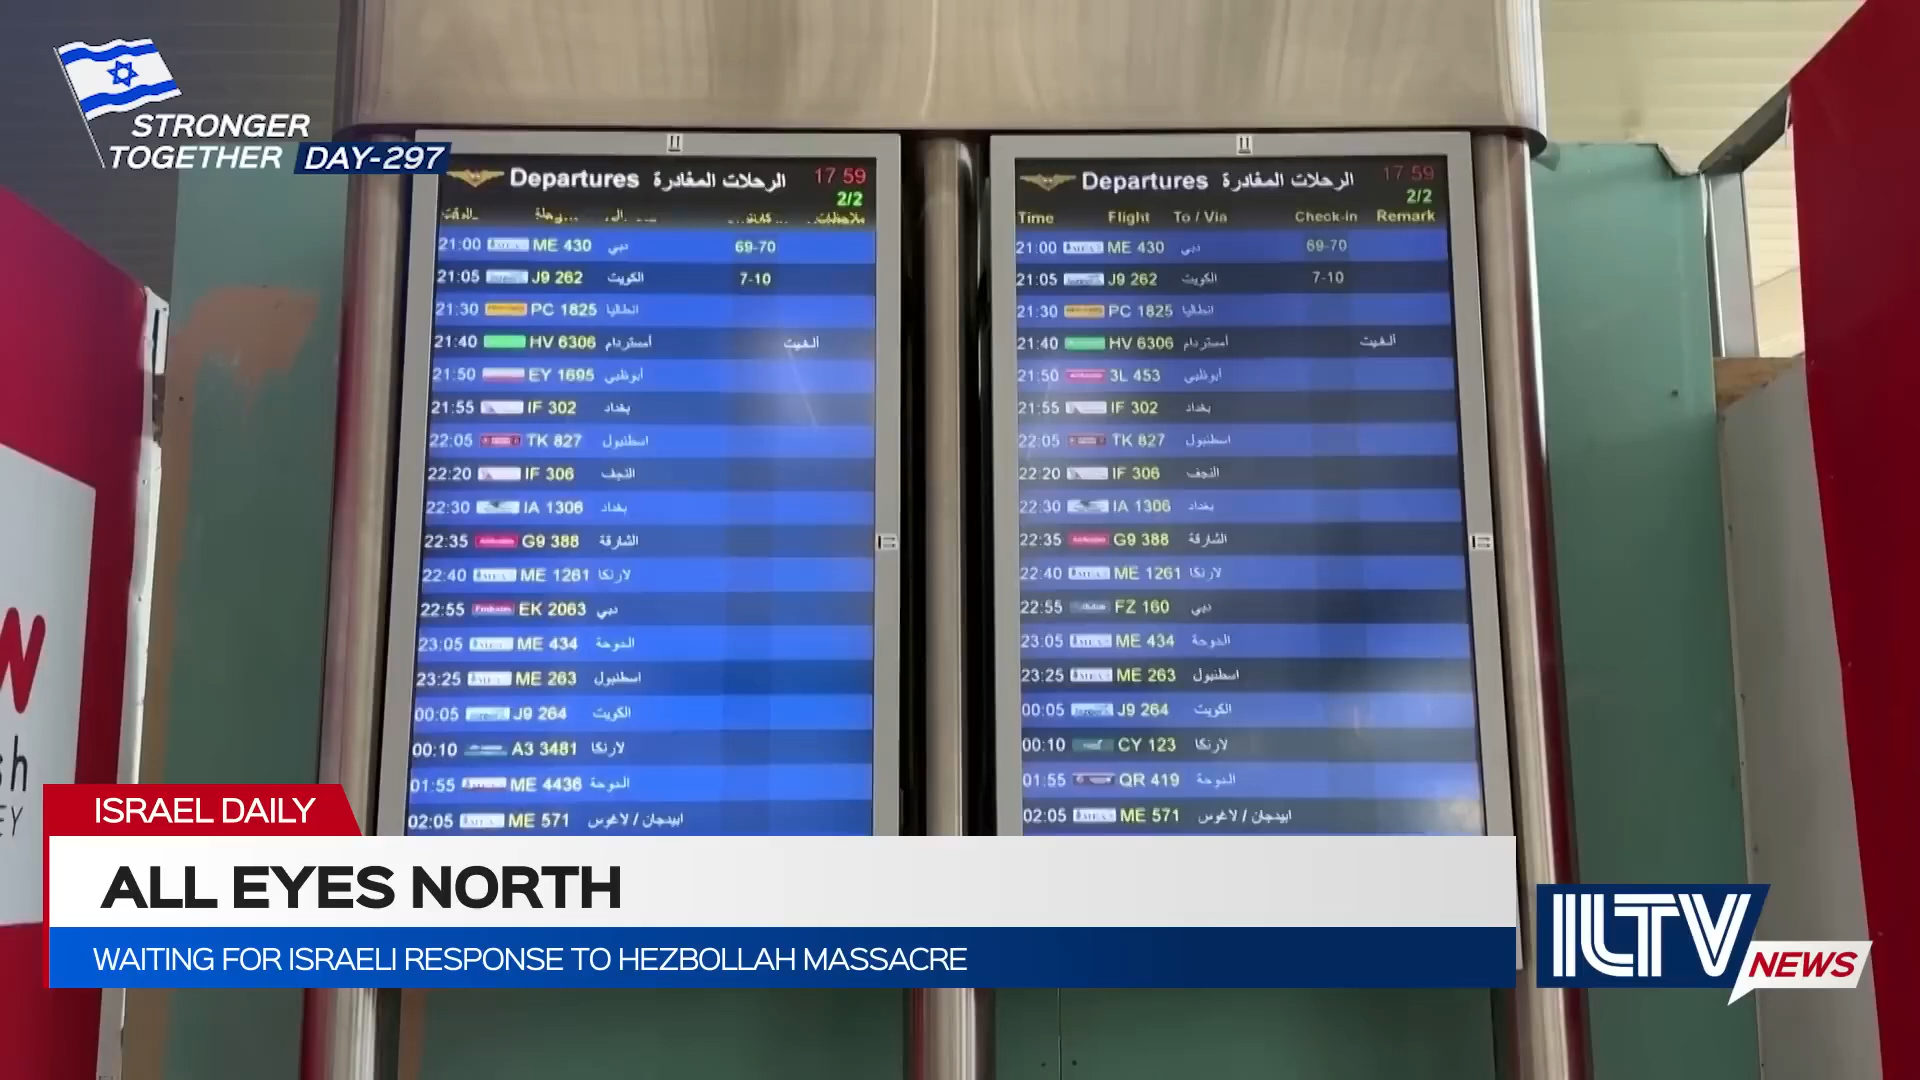 STRONGER
TOGETHER DAY-297
Departures الرحلات المغادرة 17 59
2/2
21:00 ME 430 دبي 69-70
21:05 J9 262 الكويت 7-10
21:30 PC 1825 انطاليا
21:40 HV 6306 أمستردام ألغيت
21:50 EY 1695 أبوظبي
21:55 IF 302 بغداد
22:05 TK 827 اسطنبول
22:20 IF 306 النجف
22:30 IA 1306 بغداد
22:35 G9 388 الشارقة
22:40 ME 1261 لارنكا
22:55 Emirates EK 2063 دبي
23:05 ME 434 الدوحة
23:25 ME 263 اسطنبول
00:05 J9 264 الكويت
00:10 A3 3481 لارنكا
01:55 ME 4436 الدوحة
02:05 ME 571 ابيدجان / لاغوس
Departures الرحلات المغادرة 17 59
2/2
Time Flight To / Via Check-in Remark
21:00 ME 430 دبي 69-70
21:05 J9 262 الكويت 7-10
21:30 PC 1825 انطاليا
21:40 HV 6306 أمستردام ألغيت
21:50 3L 453 أبوظبي
21:55 IF 302 بغداد
22:05 TK 827 اسطنبول
22:20 IF 306 النجف
22:30 IA 1306 بغداد
22:35 G9 388 الشارقة
22:40 ME 1261 لارنكا
22:55 FZ 160 دبي
23:05 ME 434 الدوحة
23:25 ME 263 اسطنبول
00:05 J9 264 الكويت
00:10 CY 123 لارنكا
01:55 QR 419 الدوحة
02:05 ME 571 ابيدجان / لاغوس
ISRAEL DAILY
ALL EYES NORTH
WAITING FOR ISRAELI RESPONSE TO HEZBOLLAH MASSACRE
ILTV
NEWS